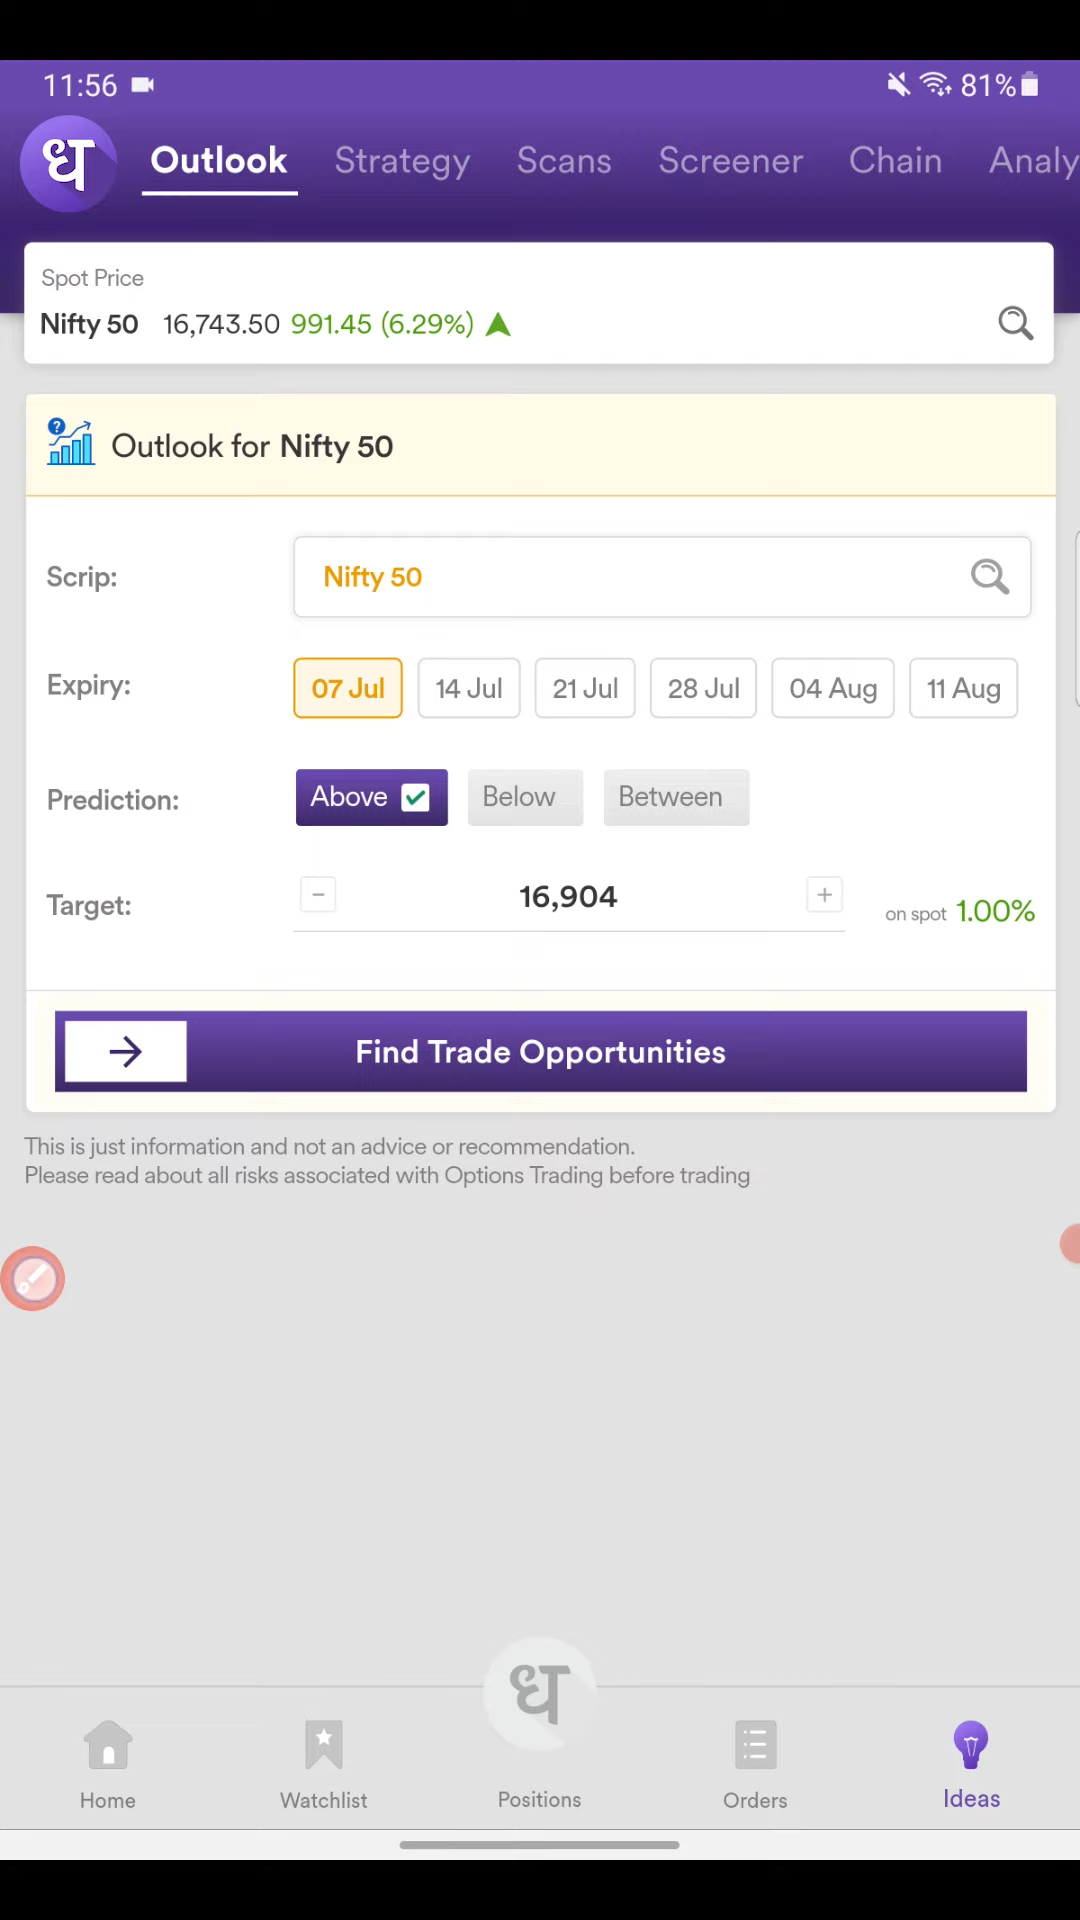 11:56 81%
ध Outlook Strategy Scans Screener Chain Analy
Spot Price
Nifty 50 16,743.50 991.45 (6.29%)
Outlook for Nifty 50
Scrip: Nifty 50
Expiry: 07 Jul 14 Jul 21 Jul 28 Jul 04 Aug 11 Aug
Prediction: Above Below Between
Target: − 16,904 + on spot 1.00%
Find Trade Opportunities
This is just information and not an advice or recommendation.
Please read about all risks associated with Options Trading before trading
ध
Home Watchlist Positions Orders Ideas